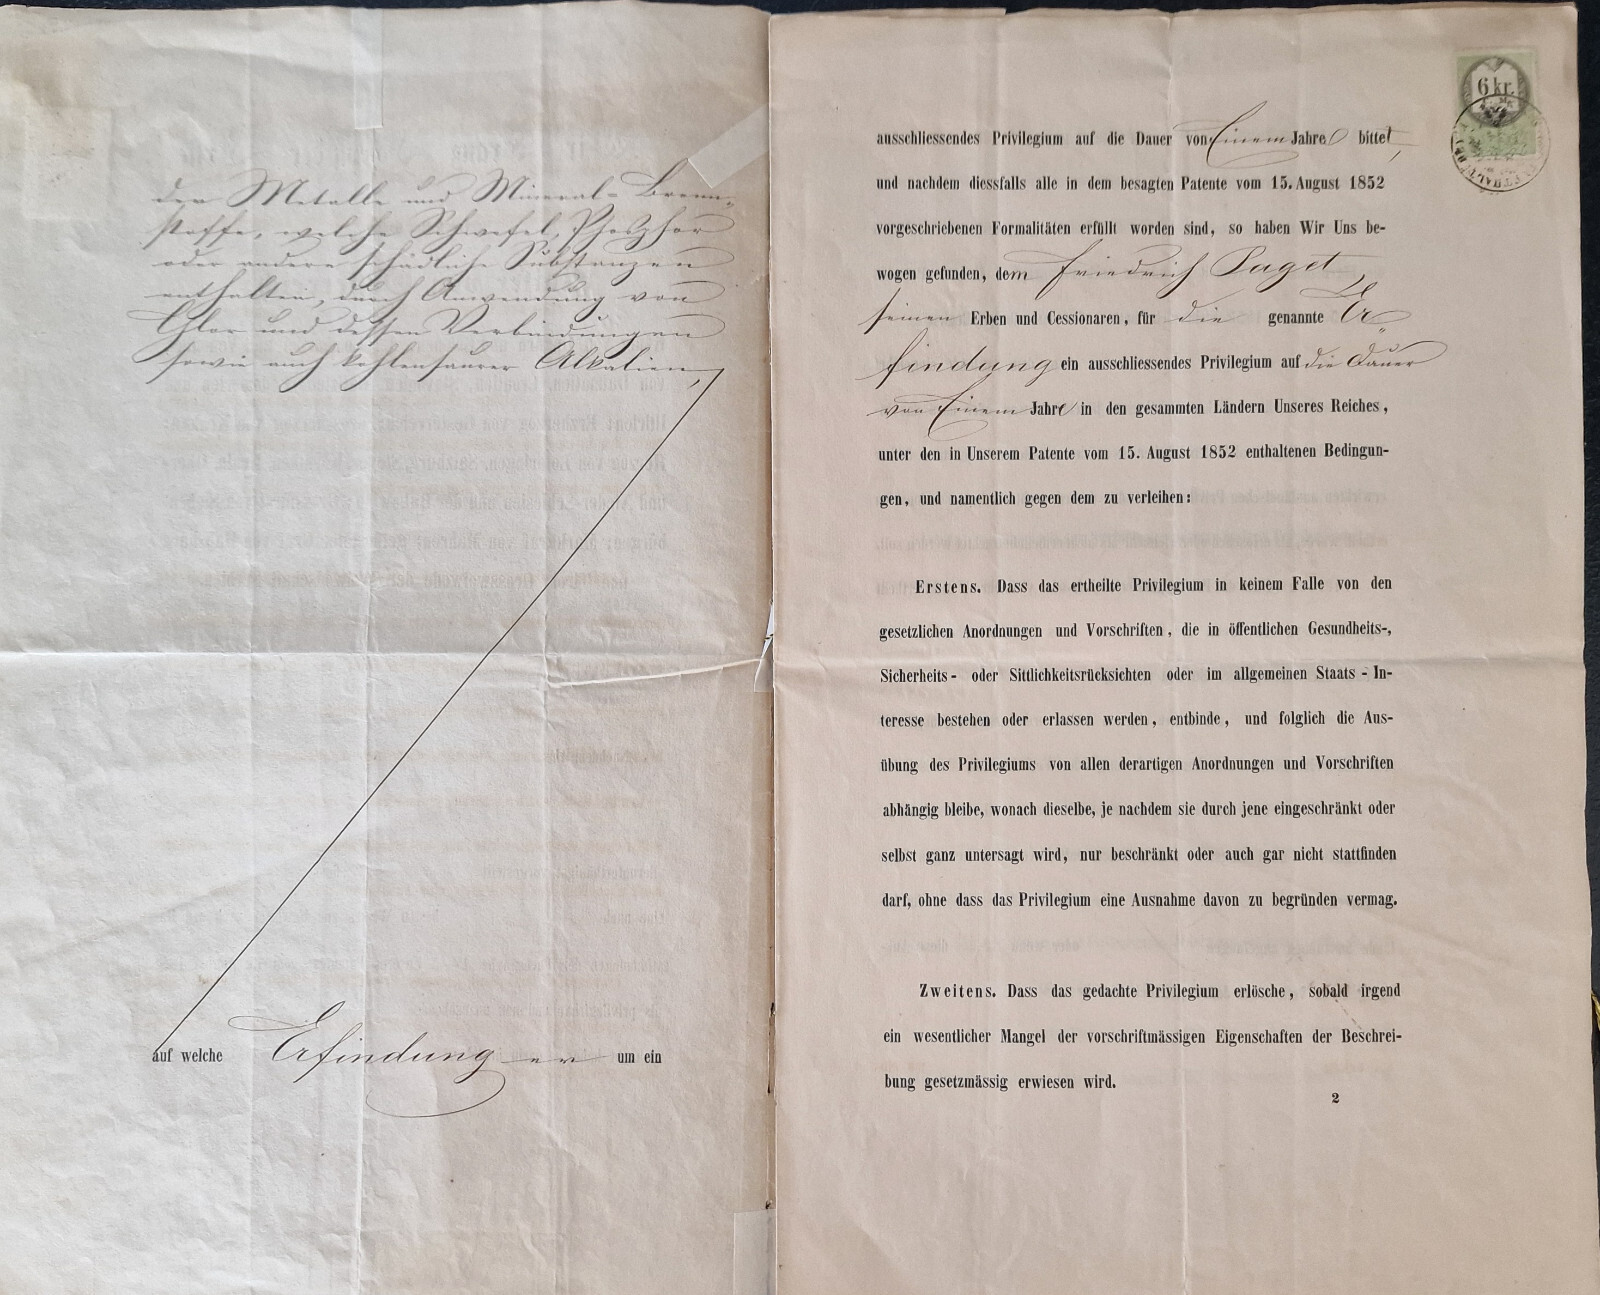 der Metalle und Mineral-Brenn-
stoffe, welche Schwefel, Phosphor
oder andere schädliche Substanzen
enthalten, durch Anwendung von
Chlor und dessen Verbindungen
sowie auch kohlensaurer Alkalien,
auf welche Erfindung er um ein
6 kr.
ausschliessendes Privilegium auf die Dauer von Einem Jahre bittet,
und nachdem diessfalls alle in dem besagten Patente vom 15. August 1852
vorgeschriebenen Formalitäten erfüllt worden sind, so haben Wir Uns be-
wogen gefunden, dem Friedrich Paget,
seinen Erben und Cessionaren, für die genannte Er-
findung ein ausschliessendes Privilegium auf die Dauer
von Einem Jahre in den gesammten Ländern Unseres Reiches,
unter den in Unserem Patente vom 15. August 1852 enthaltenen Bedingun-
gen, und namentlich gegen dem zu verleihen:
Erstens. Dass das ertheilte Privilegium in keinem Falle von den
gesetzlichen Anordnungen und Vorschriften, die in öffentlichen Gesundheits-,
Sicherheits- oder Sittlichkeitsrücksichten oder im allgemeinen Staats-In-
teresse bestehen oder erlassen werden, entbinde, und folglich die Aus-
übung des Privilegiums von allen derartigen Anordnungen und Vorschriften
abhängig bleibe, wonach dieselbe, je nachdem sie durch jene eingeschränkt oder
selbst ganz untersagt wird, nur beschränkt oder auch gar nicht stattfinden
darf, ohne dass das Privilegium eine Ausnahme davon zu begründen vermag.
Zweitens. Dass das gedachte Privilegium erlösche, sobald irgend
ein wesentlicher Mangel der vorschriftmässigen Eigenschaften der Beschrei-
bung gesetzmässig erwiesen wird.
2